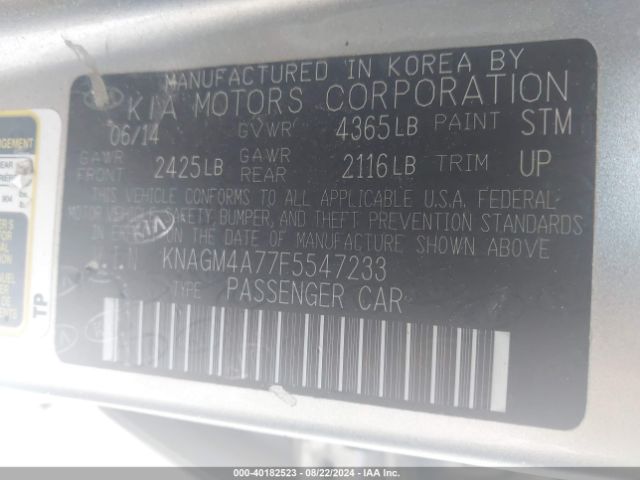 MANUFACTURED IN KOREA BY
KIA MOTORS CORPORATION
06/14 GVWR 4365LB PAINT STM
GAWR FRONT 2425LB GAWR REAR 2116LB TRIM UP
THIS VEHICLE CONFORMS TO ALL APPLICABLE U.S.A. FEDERAL
MOTOR VEHICLE SAFETY, BUMPER, AND THEFT PREVENTION STANDARDS
IN EFFECT ON THE DATE OF MANUFACTURE SHOWN ABOVE
V.I.N KNAGM4A77F5547233
TYPE PASSENGER CAR
KIA
TP
904
000-40182523 - 08/22/2024 - IAA Inc.